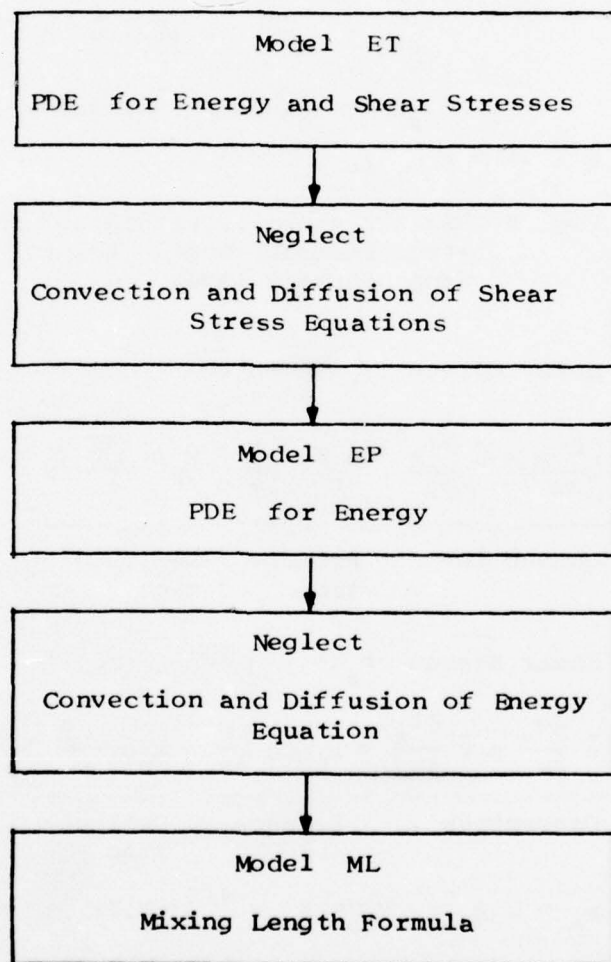 Model ET
PDE for Energy and Shear Stresses
Neglect
Convection and Diffusion of Shear
Stress Equations
Model EP
PDE for Energy
Neglect
Convection and Diffusion of Energy
Equation
Model ML
Mixing Length Formula